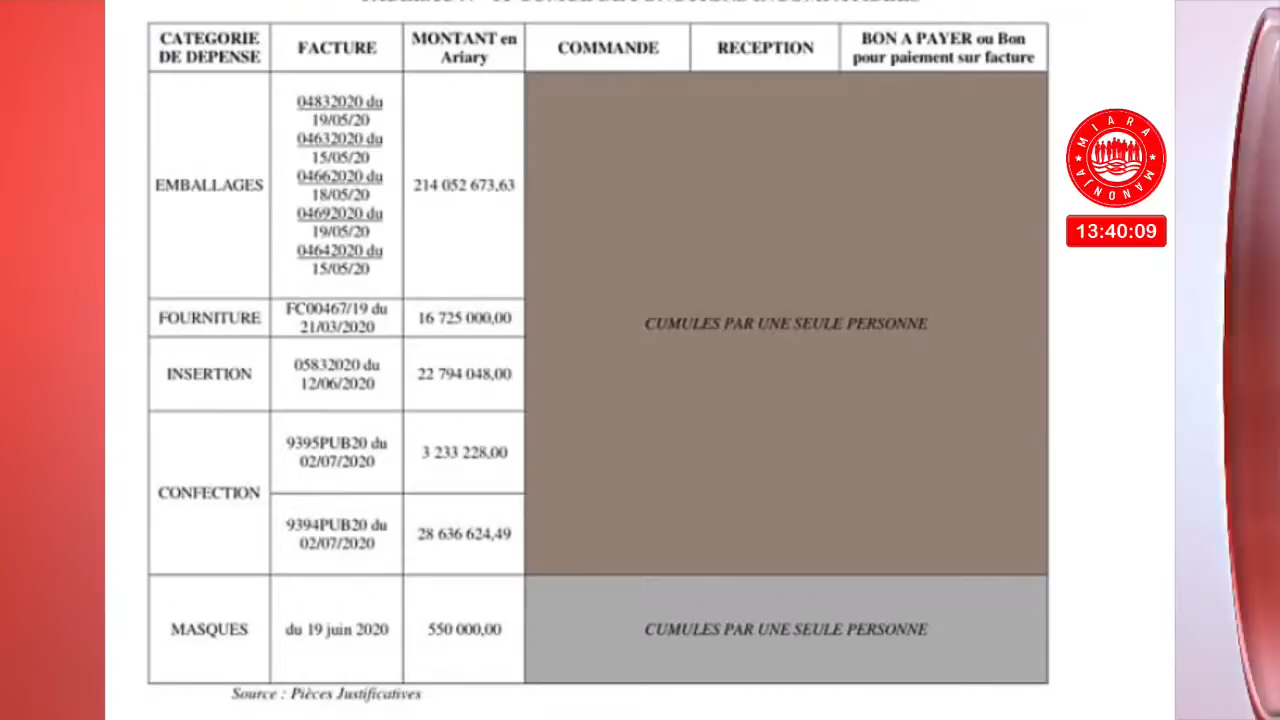 CATEGORIE DE DEPENSE
FACTURE
MONTANT en Ariary
COMMANDE
RECEPTION
BON A PAYER ou Bon pour paiement sur facture
EMBALLAGES
04832020 du
19/05/20
04632020 du
15/05/20
04662020 du
18/05/20
04692020 du
19/05/20
04642020 du
15/05/20
214 052 673,63
CUMULES PAR UNE SEULE PERSONNE
FOURNITURE
FC00467/19 du
21/03/2020
16 725 000,00
INSERTION
05832020 du
12/06/2020
22 794 048,00
CONFECTION
9395PUB20 du
02/07/2020
3 233 228,00
9394PUB20 du
02/07/2020
28 636 624,49
MASQUES
du 19 juin 2020
550 000,00
CUMULES PAR UNE SEULE PERSONNE
Source : Pièces Justificatives
MIARA
MANONJA
13:40:09